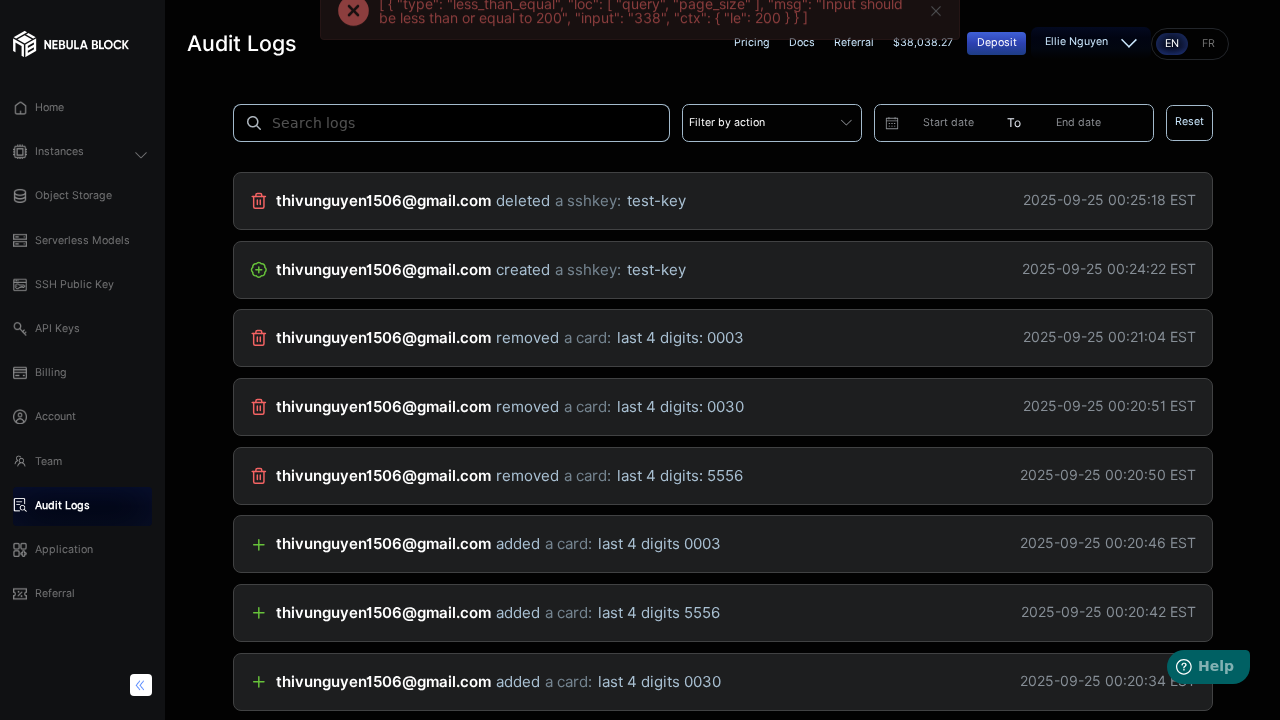 [ { "type": "less_than_equal", "loc": [ "query", "page_size" ], "msg": "Input should
be less than or equal to 200", "input": "338", "ctx": { "le": 200 } } ]
NEBULA BLOCK
Audit Logs
Pricing
Docs
Referral
$38,038.27
Deposit
Ellie Nguyen
EN
FR
Home
Instances
Object Storage
Serverless Models
SSH Public Key
API Keys
Billing
Account
Team
Audit Logs
Application
Referral
Search logs
Filter by action
Start date
To
End date
Reset
thivunguyen1506@gmail.com deleted a sshkey: test-key
2025-09-25 00:25:18 EST
thivunguyen1506@gmail.com created a sshkey: test-key
2025-09-25 00:24:22 EST
thivunguyen1506@gmail.com removed a card: last 4 digits: 0003
2025-09-25 00:21:04 EST
thivunguyen1506@gmail.com removed a card: last 4 digits: 0030
2025-09-25 00:20:51 EST
thivunguyen1506@gmail.com removed a card: last 4 digits: 5556
2025-09-25 00:20:50 EST
thivunguyen1506@gmail.com added a card: last 4 digits 0003
2025-09-25 00:20:46 EST
thivunguyen1506@gmail.com added a card: last 4 digits 5556
2025-09-25 00:20:42 EST
thivunguyen1506@gmail.com added a card: last 4 digits 0030
2025-09-25 00:20:34 EST
Help